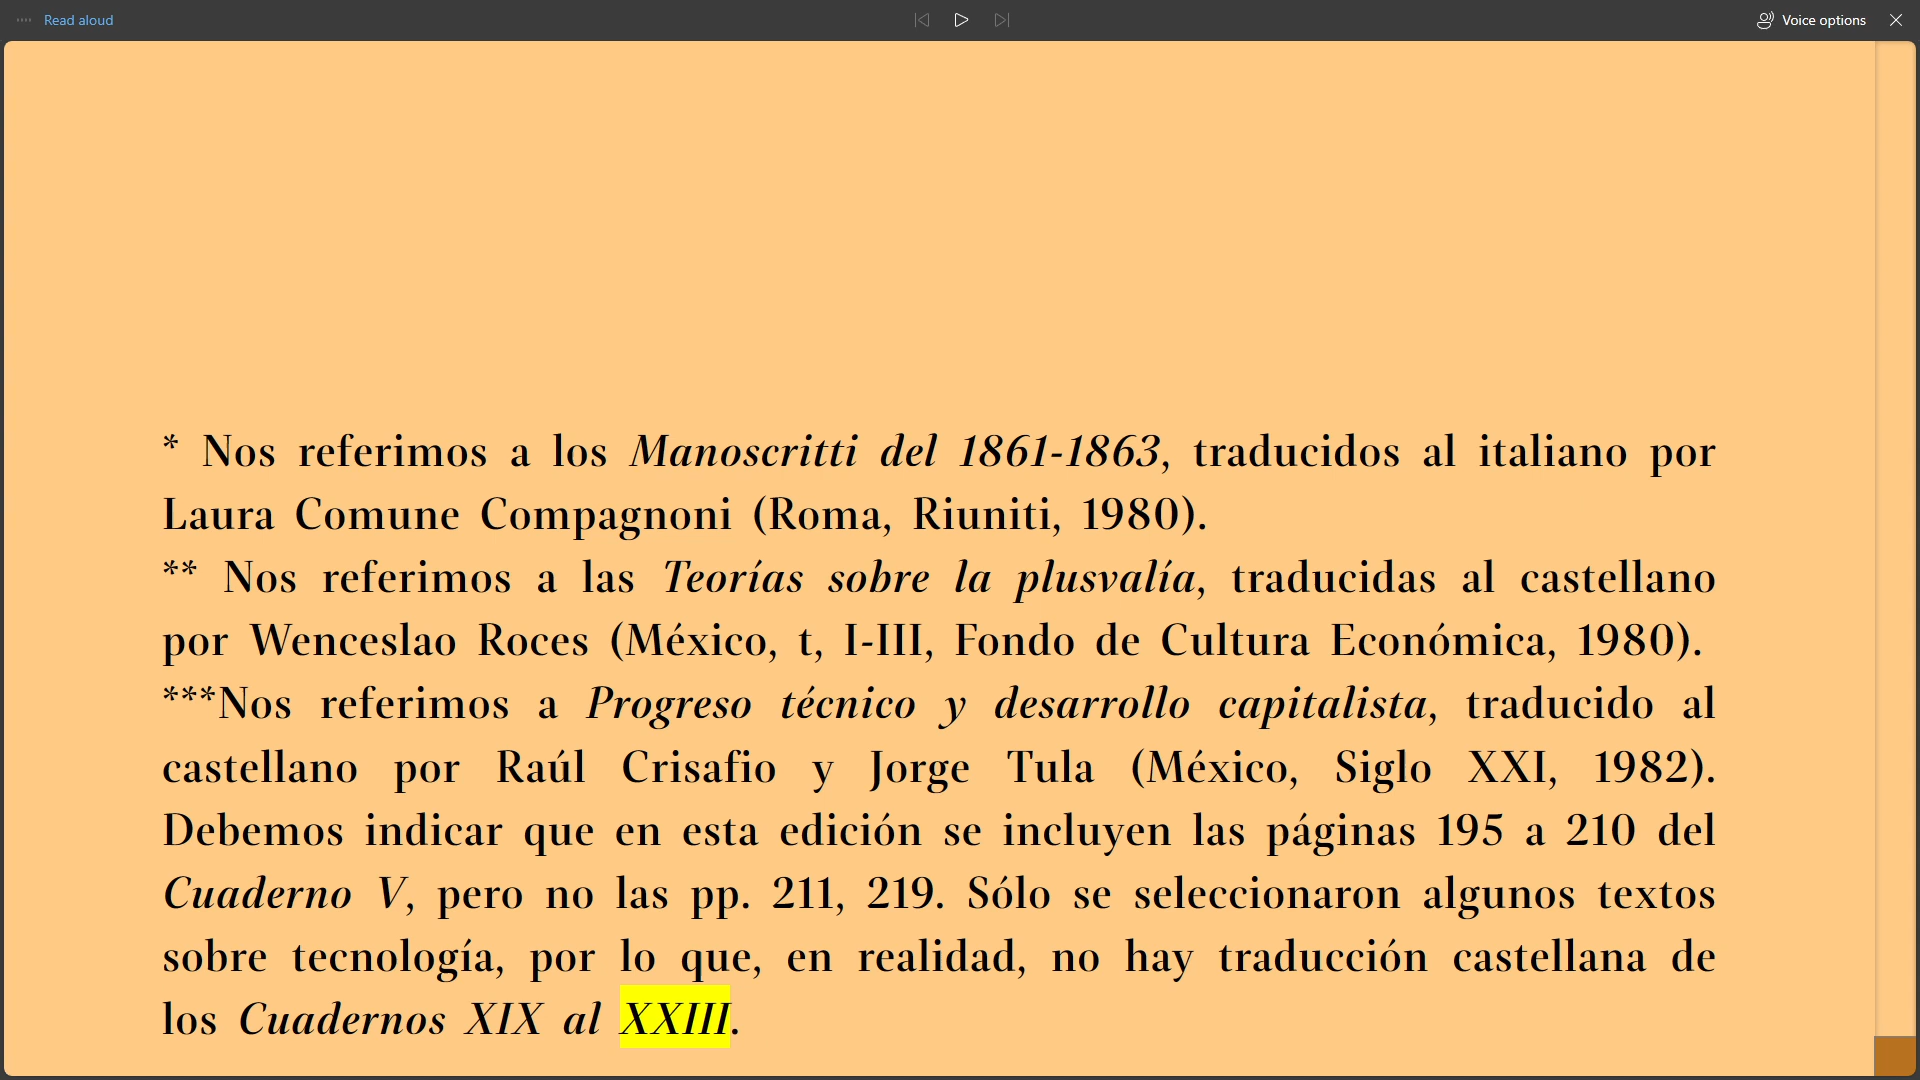 Read aloud
Voice options
* Nos referimos a los Manoscritti del 1861-1863, traducidos al italiano por
Laura Comune Compagnoni (Roma, Riuniti, 1980).
** Nos referimos a las Teorías sobre la plusvalía, traducidas al castellano
por Wenceslao Roces (México, t, I-III, Fondo de Cultura Económica, 1980).
***Nos referimos a Progreso técnico y desarrollo capitalista, traducido al
castellano por Raúl Crisafio y Jorge Tula (México, Siglo XXI, 1982).
Debemos indicar que en esta edición se incluyen las páginas 195 a 210 del
Cuaderno V, pero no las pp. 211, 219. Sólo se seleccionaron algunos textos
sobre tecnología, por lo que, en realidad, no hay traducción castellana de
los Cuadernos XIX al XXIII.